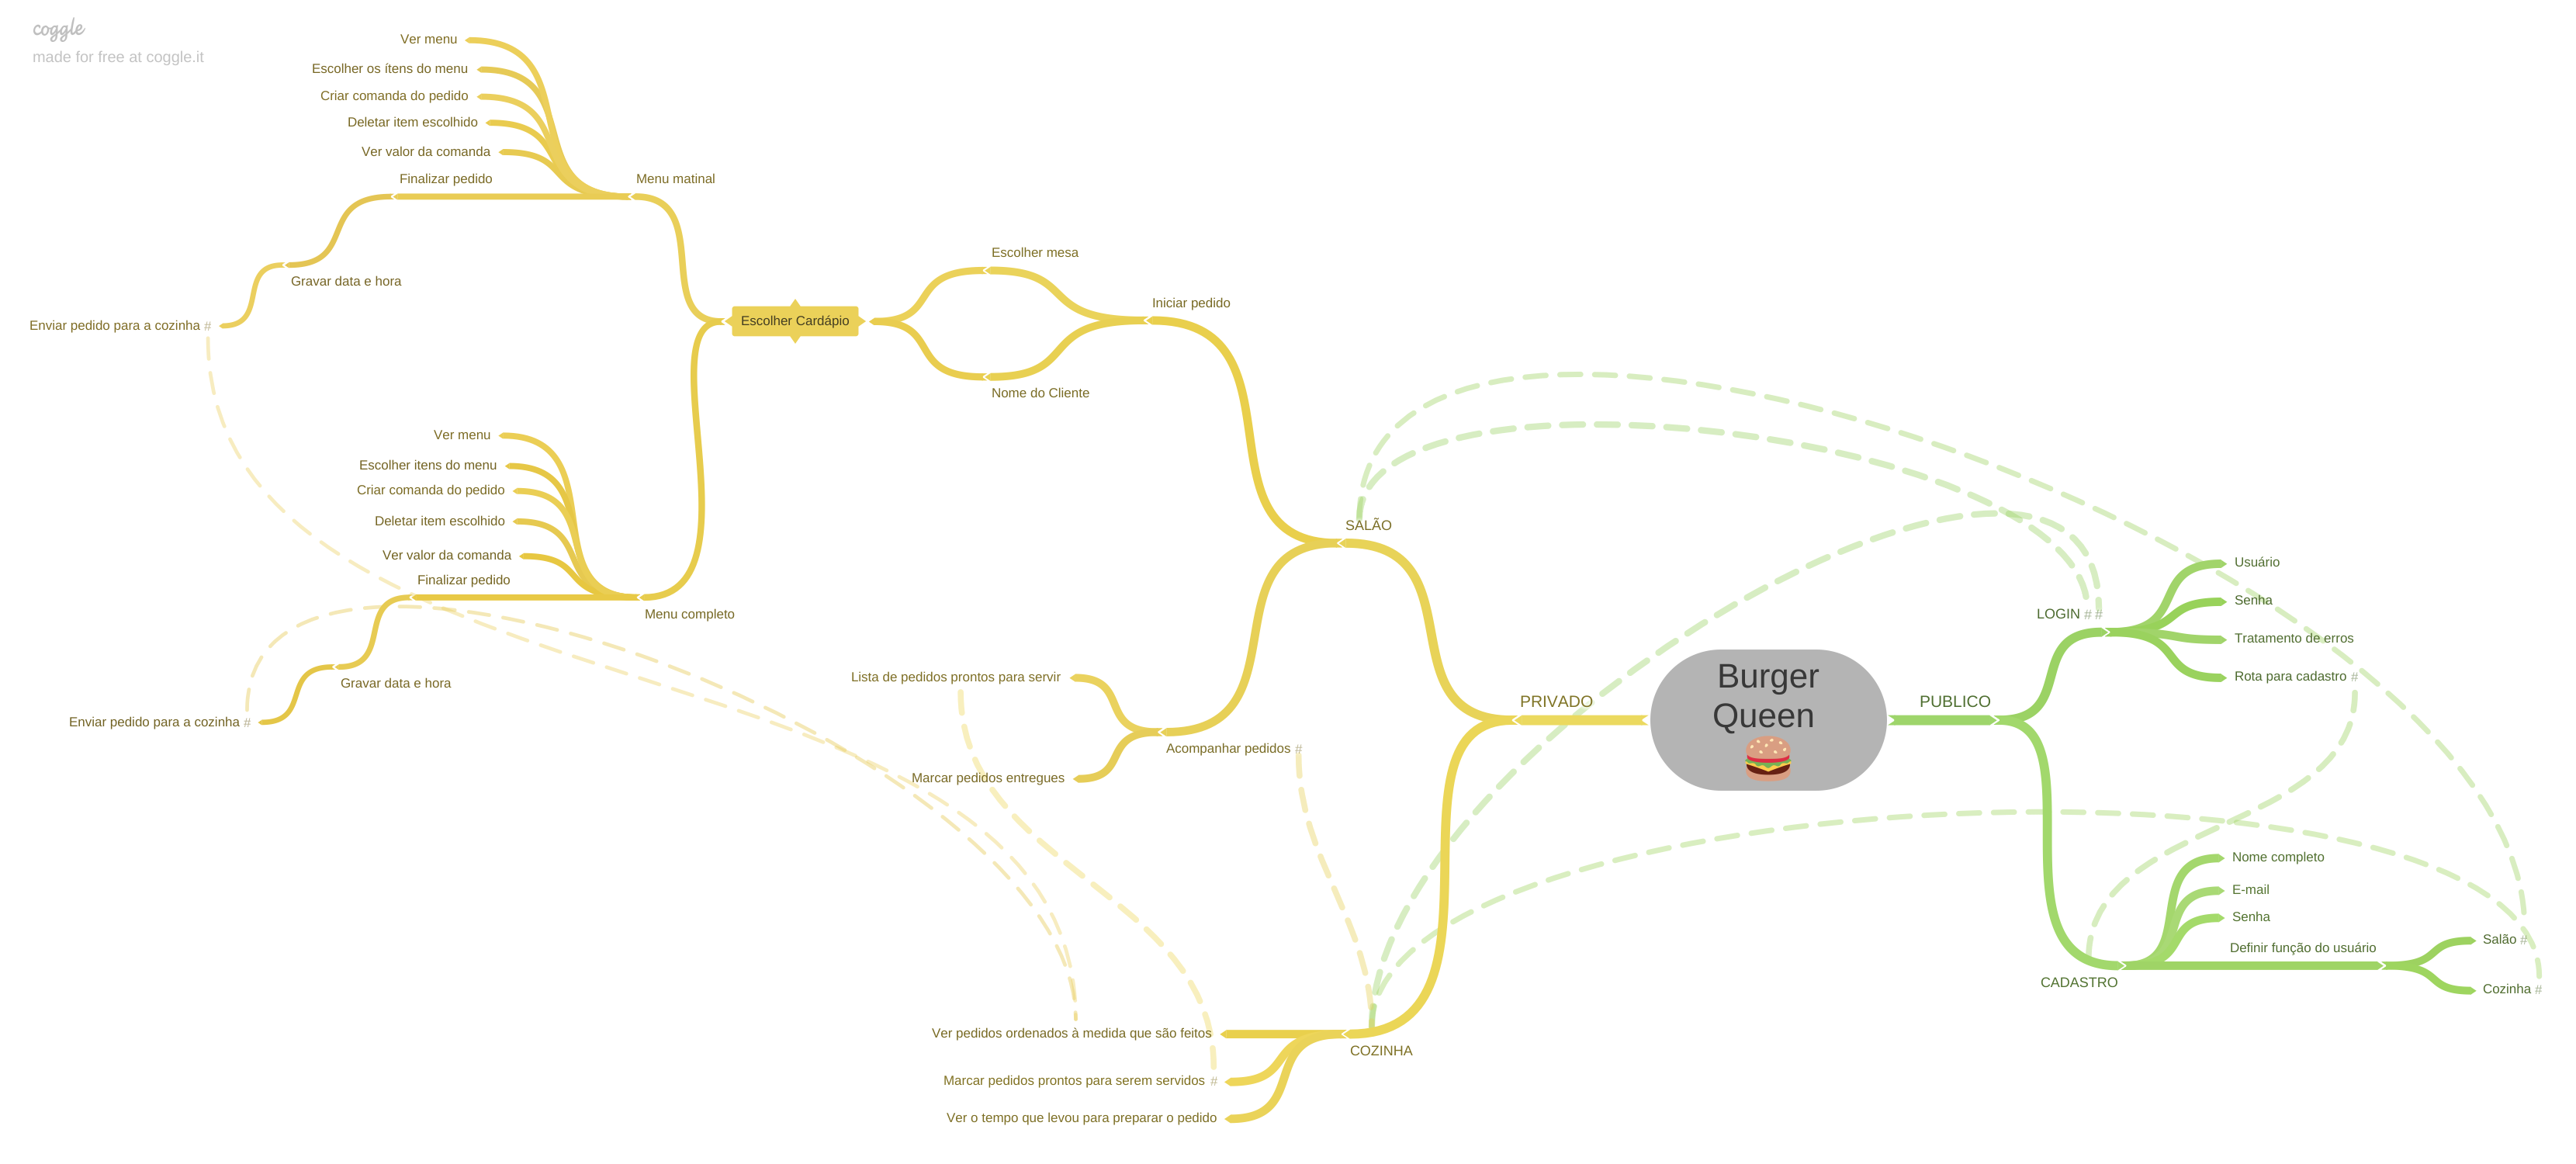 coggle
made for free at coggle.it
Ver menu
Escolher os ítens do menu
Criar comanda do pedido
Deletar item escolhido
Ver valor da comanda
Finalizar pedido
Menu matinal
Gravar data e hora
Enviar pedido para a cozinha #
Escolher Cardápio
Escolher mesa
Iniciar pedido
Nome do Cliente
Ver menu
Escolher itens do menu
Criar comanda do pedido
Deletar item escolhido
Ver valor da comanda
Finalizar pedido
Menu completo
Gravar data e hora
Enviar pedido para a cozinha #
SALÃO
Lista de pedidos prontos para servir
Acompanhar pedidos #
Marcar pedidos entregues
PRIVADO
Burger
Queen
PUBLICO
LOGIN # #
Usuário
Senha
Tratamento de erros
Rota para cadastro #
Nome completo
E-mail
Senha
Definir função do usuário
CADASTRO
Salão #
Cozinha #
Ver pedidos ordenados à medida que são feitos
COZINHA
Marcar pedidos prontos para serem servidos #
Ver o tempo que levou para preparar o pedido